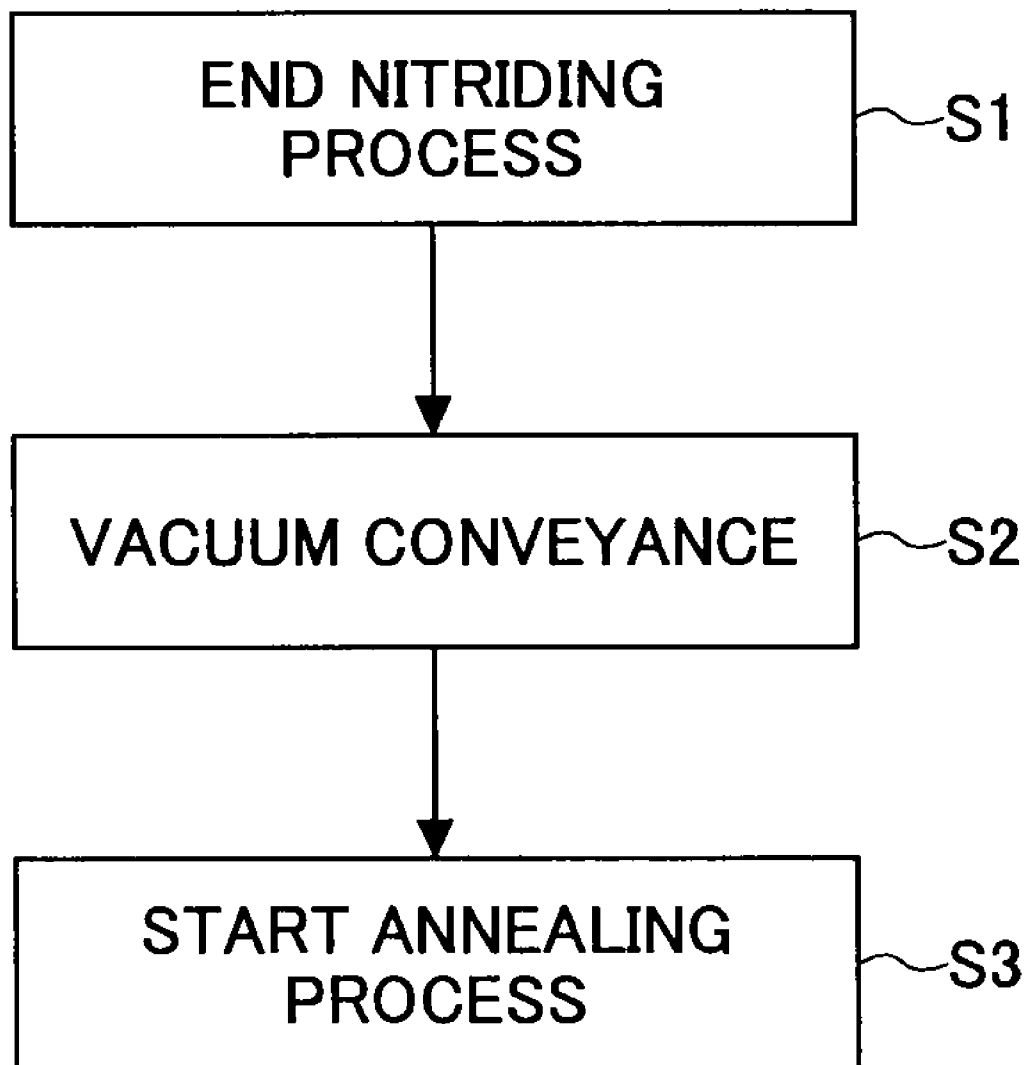 END NITRIDING
PROCESS
S1
VACUUM CONVEYANCE
S2
START ANNEALING
PROCESS
S3